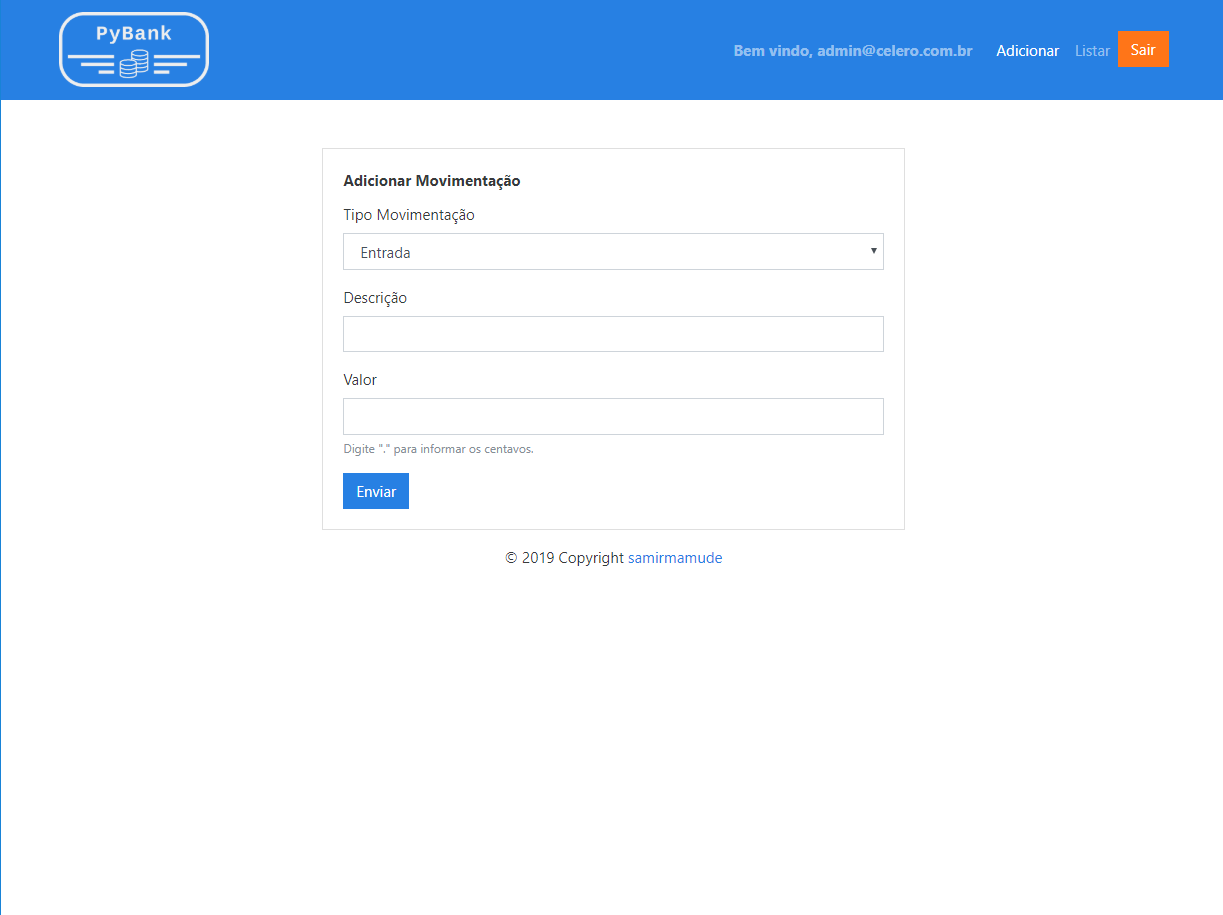 PyBank
Bem vindo, admin@celero.com.br Adicionar Listar Sair
Adicionar Movimentação
Tipo Movimentação
Entrada
Descrição
Valor
Digite "." para informar os centavos.
Enviar
© 2019 Copyright samirmamude